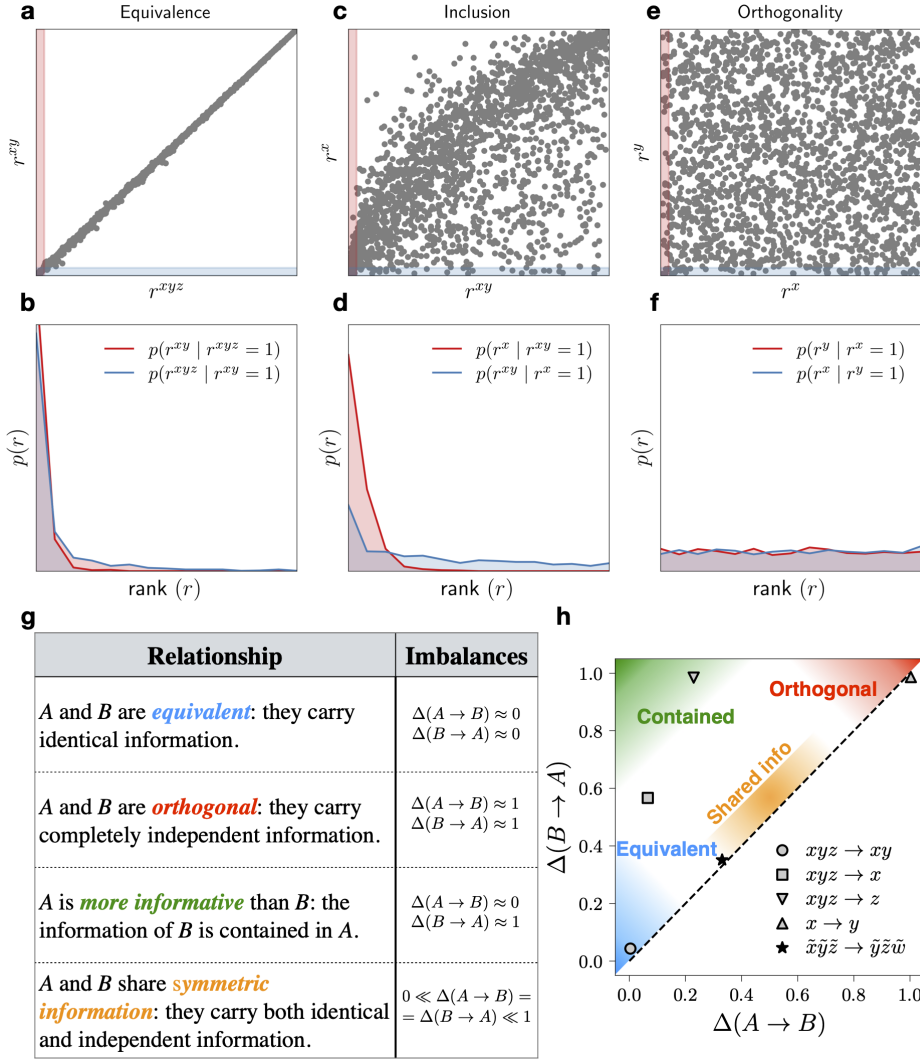 a Equivalence c Inclusion e Orthogonality
r^{xy} r^x r^y
r^{xyz} r^{xy} r^x
b d f
p(r^{xy} | r^{xyz} = 1) p(r^x | r^{xy} = 1) p(r^y | r^x = 1)
p(r^{xyz} | r^{xy} = 1) p(r^{xy} | r^x = 1) p(r^x | r^y = 1)
p(r) p(r) p(r)
rank (r) rank (r) rank (r)
g
Relationship Imbalances
A and B are equivalent: they carry
identical information.
Δ(A → B) ≈ 0
Δ(B → A) ≈ 0
A and B are orthogonal: they carry
completely independent information.
Δ(A → B) ≈ 1
Δ(B → A) ≈ 1
A is more informative than B: the
information of B is contained in A.
Δ(A → B) ≈ 0
Δ(B → A) ≈ 1
A and B share symmetric
information: they carry both identical
and independent information.
0 ≪ Δ(A → B) =
= Δ(B → A) ≪ 1
h
1.0
0.8
0.6
0.4
0.2
0.0
Δ(B → A)
Orthogonal
Contained
Shared info
Equivalent
xyz → xy
xyz → x
xyz → z
x → y
x̃ỹz̃ → ỹz̃w̃
0.0 0.2 0.4 0.6 0.8 1.0
Δ(A → B)